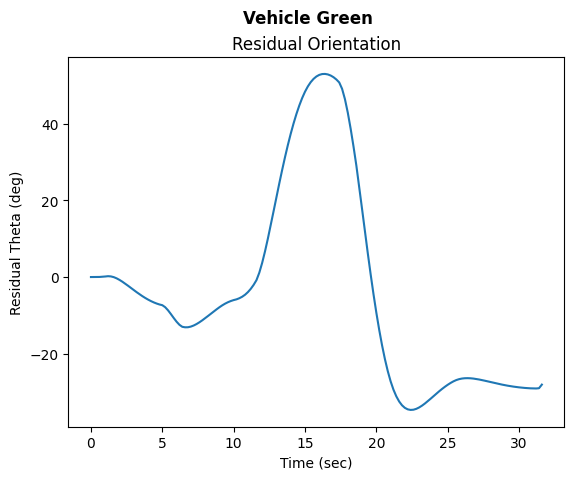 Vehicle Green
Residual Orientation
Residual Theta (deg)
40
20
0
−20
0 5 10 15 20 25 30
Time (sec)